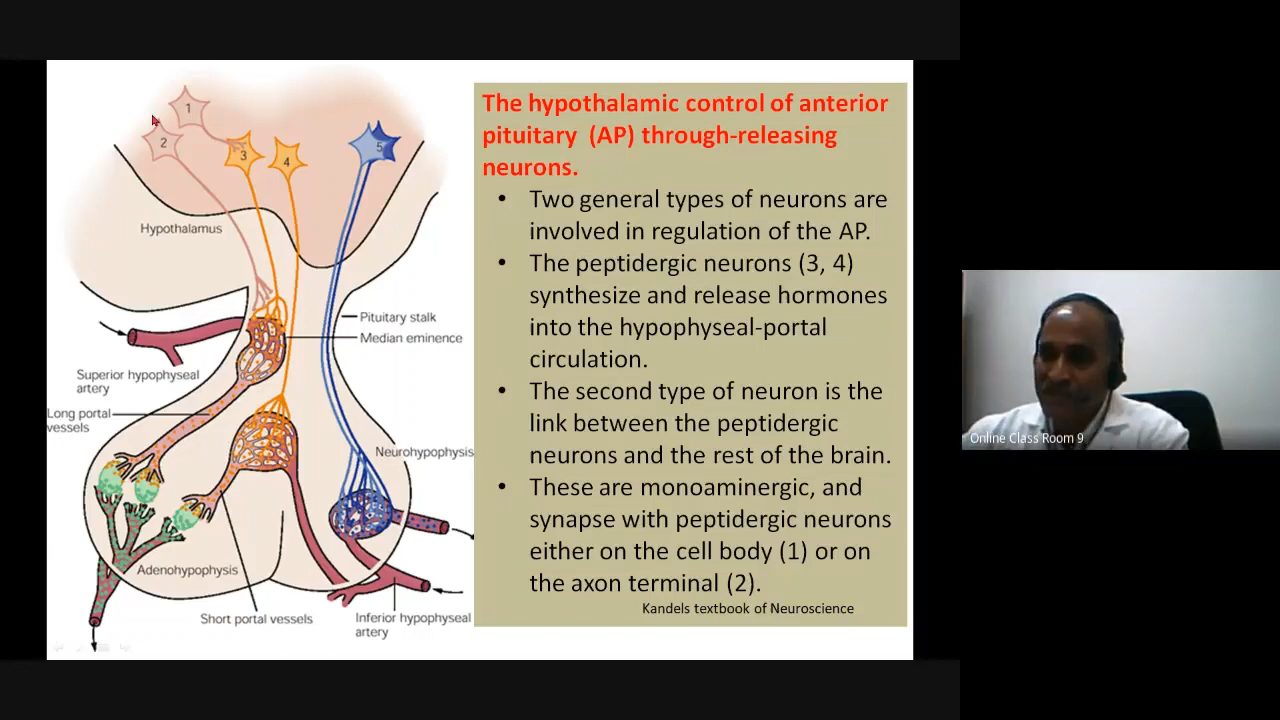 1
2
3
4
5
Hypothalamus
Pituitary stalk
Median eminence
Superior hypophyseal
artery
Long portal
vessels
Neurohypophysis
Adenohypophysis
Short portal vessels
Inferior hypophyseal
artery
The hypothalamic control of anterior
pituitary (AP) through-releasing
neurons.
• Two general types of neurons are
involved in regulation of the AP.
• The peptidergic neurons (3, 4)
synthesize and release hormones
into the hypophyseal-portal
circulation.
• The second type of neuron is the
link between the peptidergic
neurons and the rest of the brain.
• These are monoaminergic, and
synapse with peptidergic neurons
either on the cell body (1) or on
the axon terminal (2).
Kandels textbook of Neuroscience
Online Class Room 9